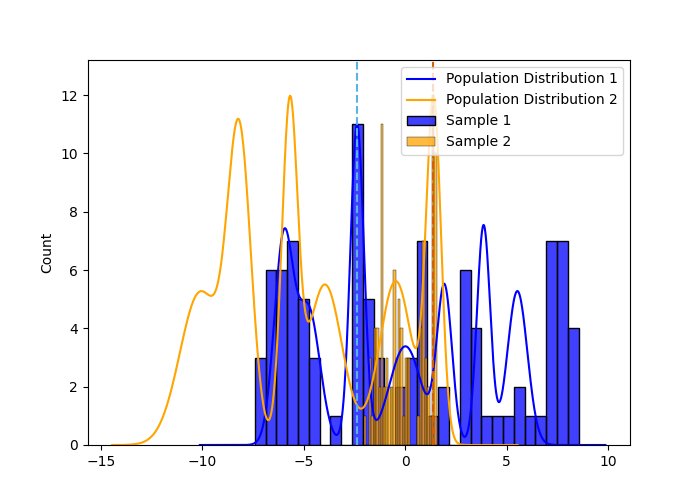 Population Distribution 1
Population Distribution 2
Sample 1
Sample 2
Count
12
10
8
6
4
2
0
−15
−10
−5
0
5
10